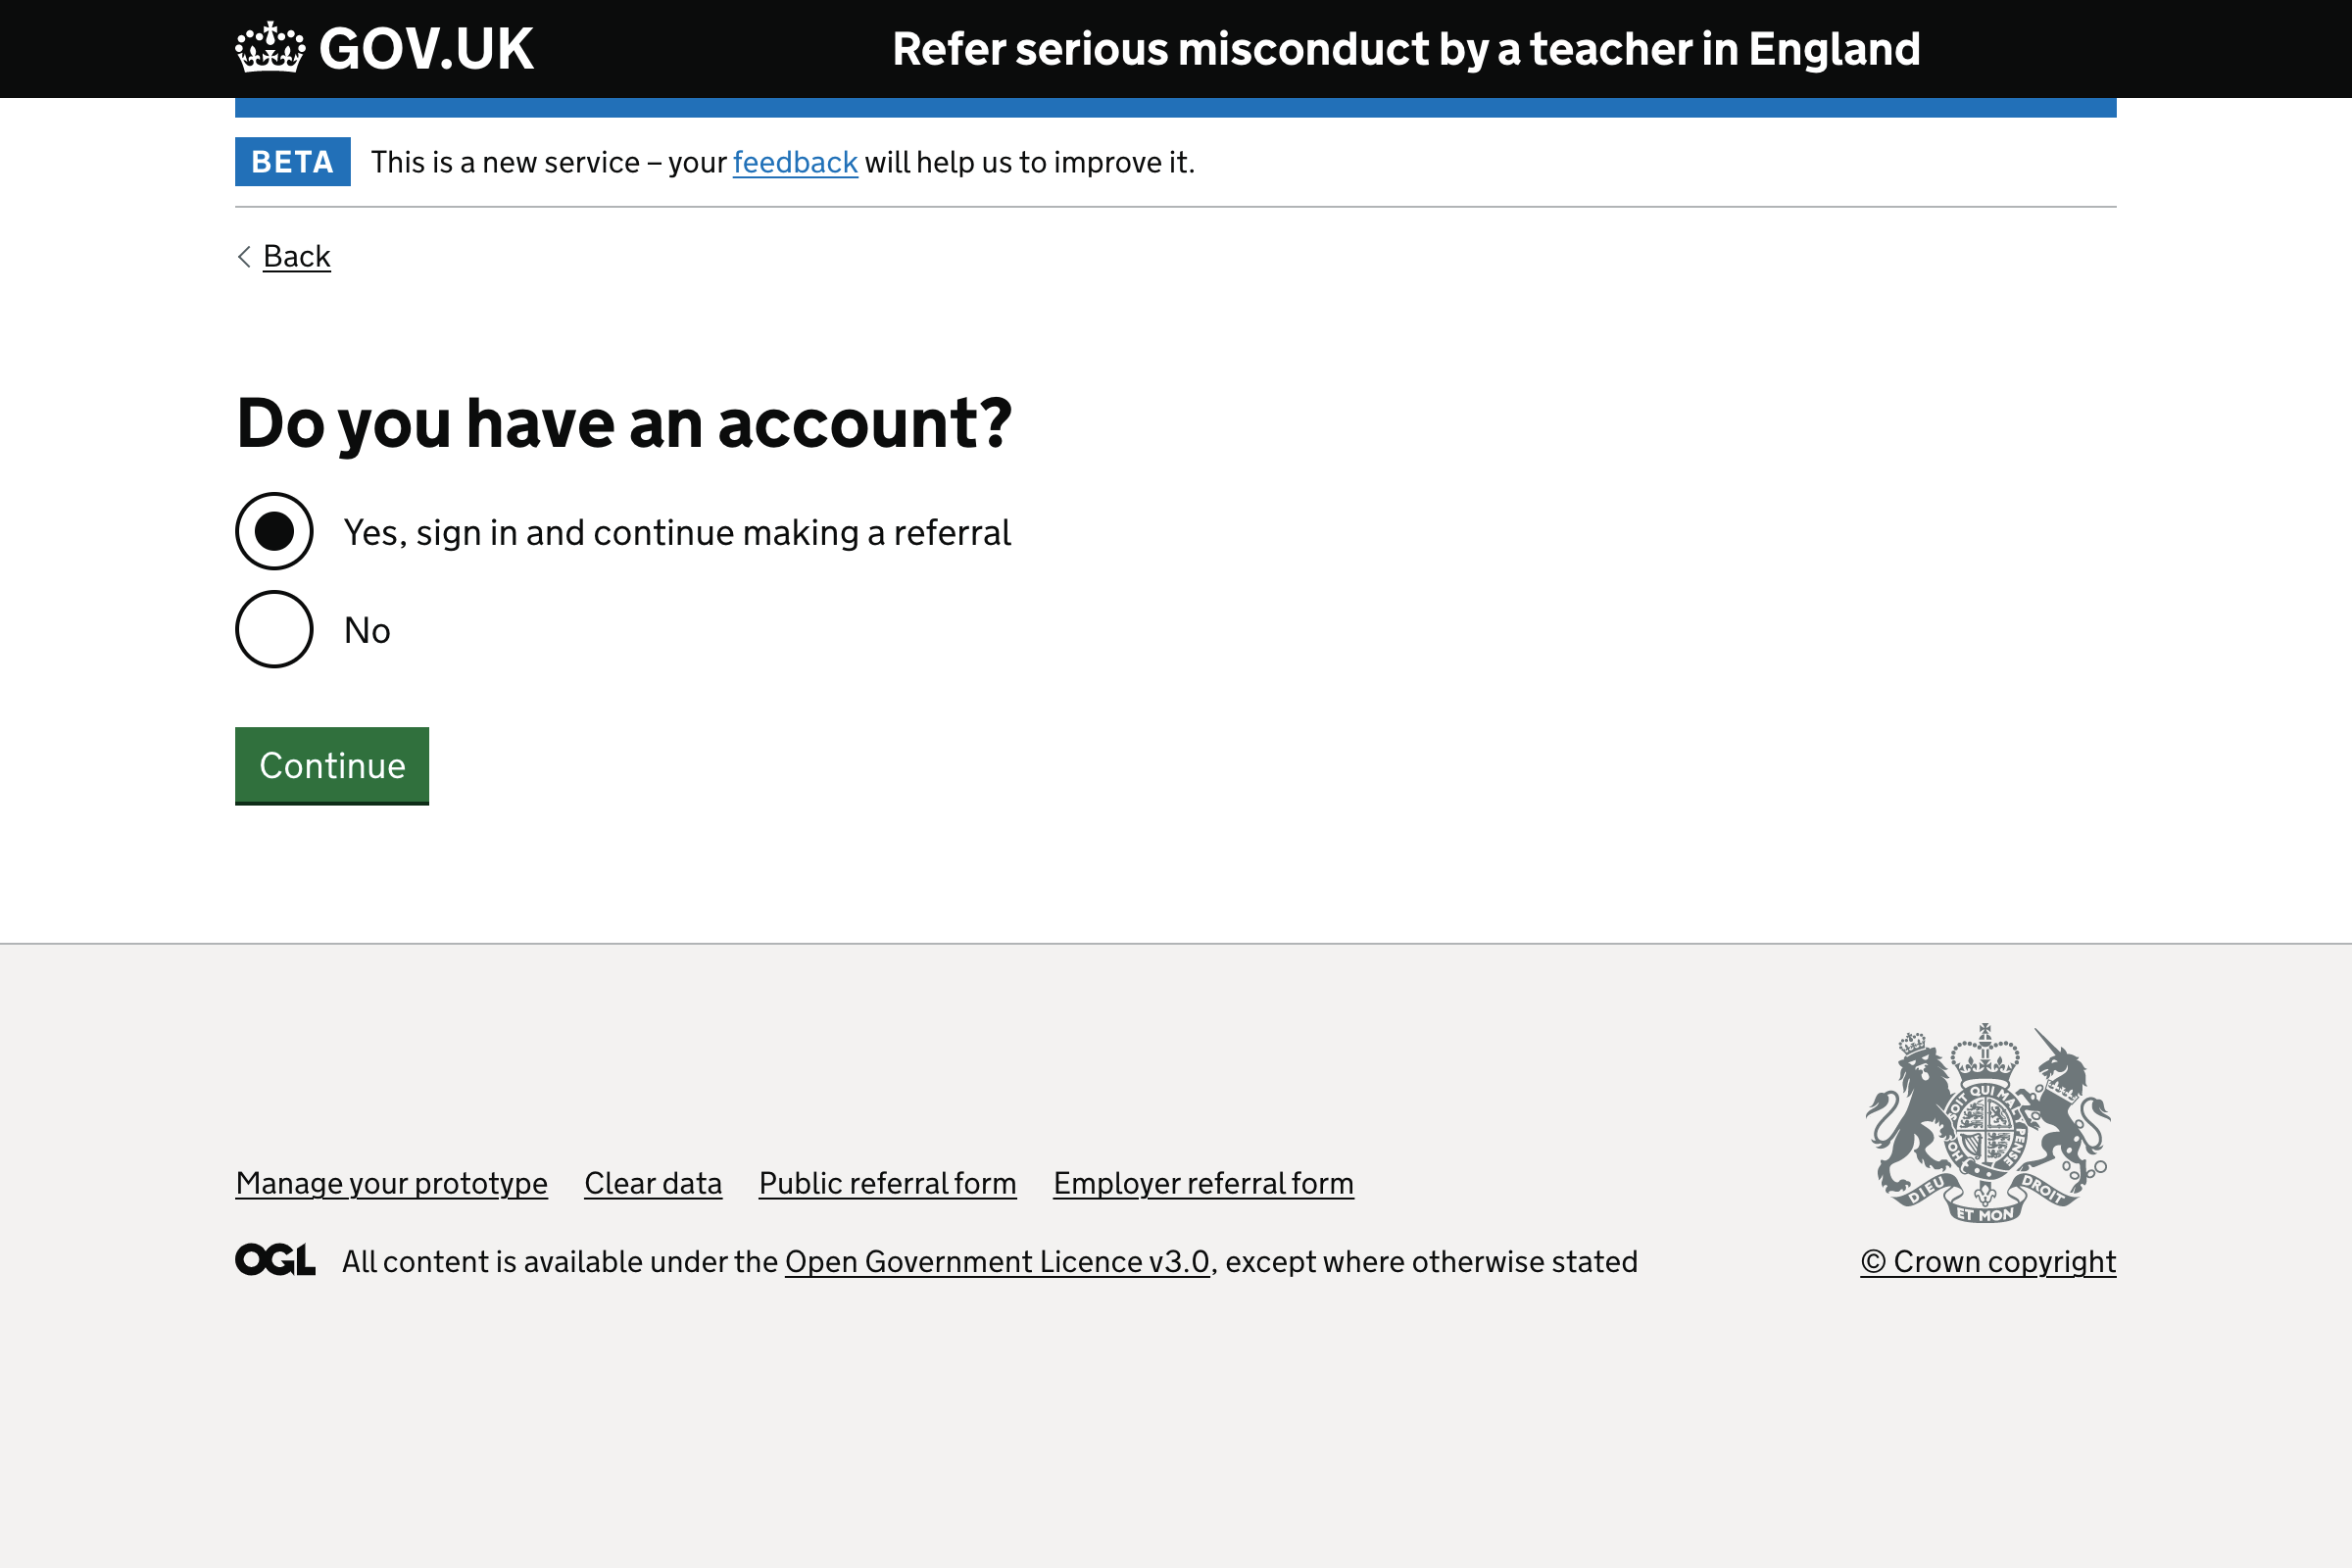 GOV.UK
Refer serious misconduct by a teacher in England
BETA
This is a new service – your feedback will help us to improve it.
Back
Do you have an account?
Yes, sign in and continue making a referral
No
Continue
SOIT QUI MAL Y PENSE
HON
DIEU ET MON DROIT
Manage your prototype
Clear data
Public referral form
Employer referral form
OGL
All content is available under the Open Government Licence v3.0, except where otherwise stated
© Crown copyright